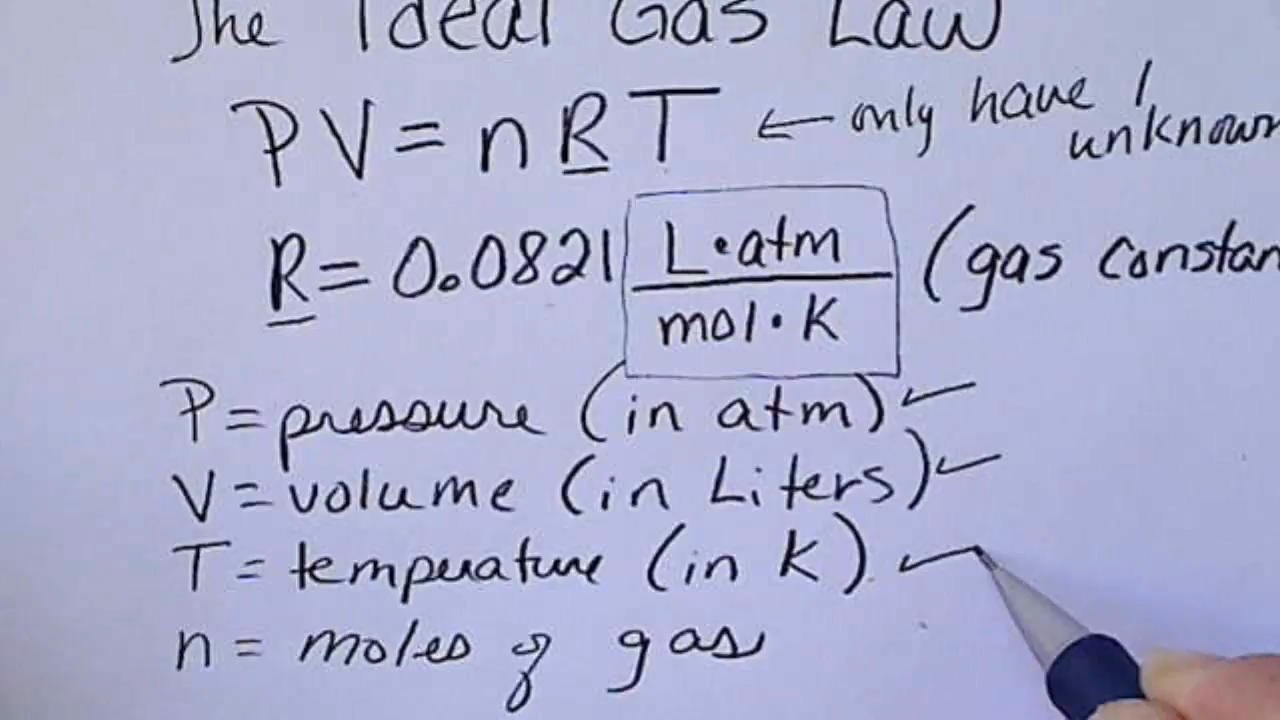 The Ideal Gas Law
PV = nRT ← only have 1
unknown
R = 0.0821 L·atm (gas constan
mol·K
P = pressure (in atm) ✓
V = volume (in Liters) ✓
T = temperature (in K) ✓
n = moles of gas